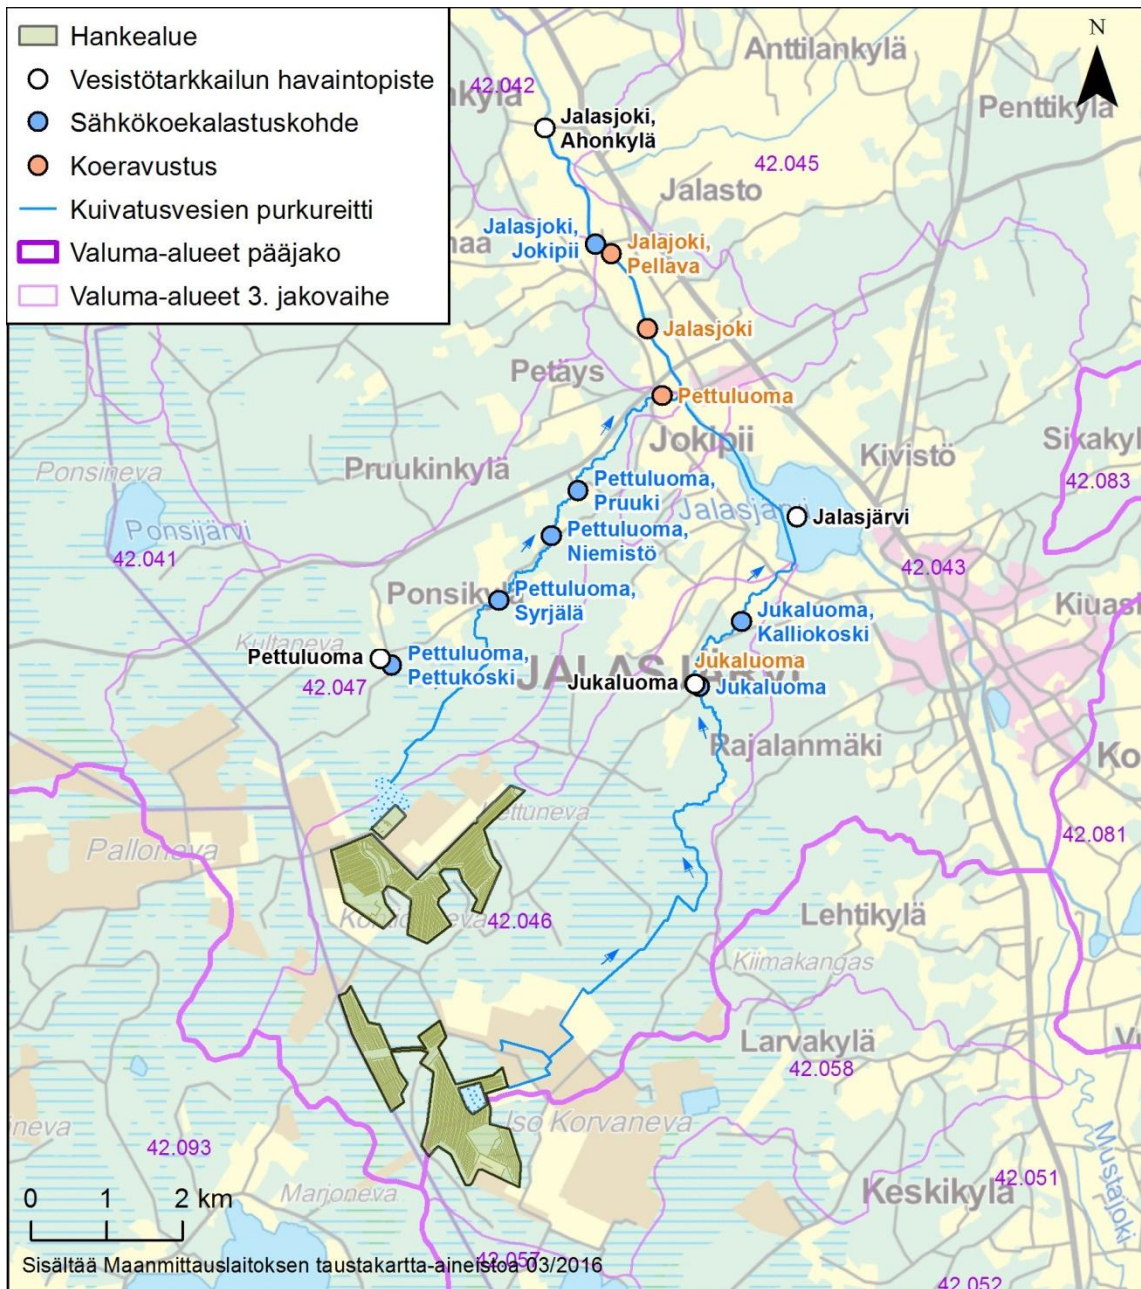 Hankealue
Vesistötarkkailun havaintopiste
Sähkökoekalastuskohde
Koeravustus
Kuivatusvesien purkureitti
Valuma-alueet pääjako
Valuma-alueet 3. jakovaihe
N
Anttilankylä
42.042
Penttikylä
Jalasjoki,
Ahonkylä
42.045
Jalasto
Jalasjoki,
Jokipii
Jalajoki,
Pellava
Jalasjoki
Petäys
Pettuluoma
Jokipii
Kivistö
Sikakyl
42.083
Pruukinkylä
Ponsineva
Pettuluoma,
Pruuki
Jalasjärvi
Jalasjärvi
Ponsijärvi
42.041
Pettuluoma,
Niemistö
42.043
Pettuluoma,
Syrjälä
Jukaluoma,
Kalliokoski
Kiuas
Kultaneva
Pettuluoma
Pettuluoma,
Pettukoski
42.047
Jukaluoma
Jukaluoma
Jukaluoma
Rajalanmäki
Ko
42.081
Palloneva
42.046
Lehtikylä
Kiimakangas
Larvakylä
42.058
Iso Korvaneva
42.093
Marjoneva
42.051
Keskikylä
Mustajoki
0 1 2 km
42.057
Sisältää Maanmittauslaitoksen taustakartta-aineistoa 03/2016
42.052